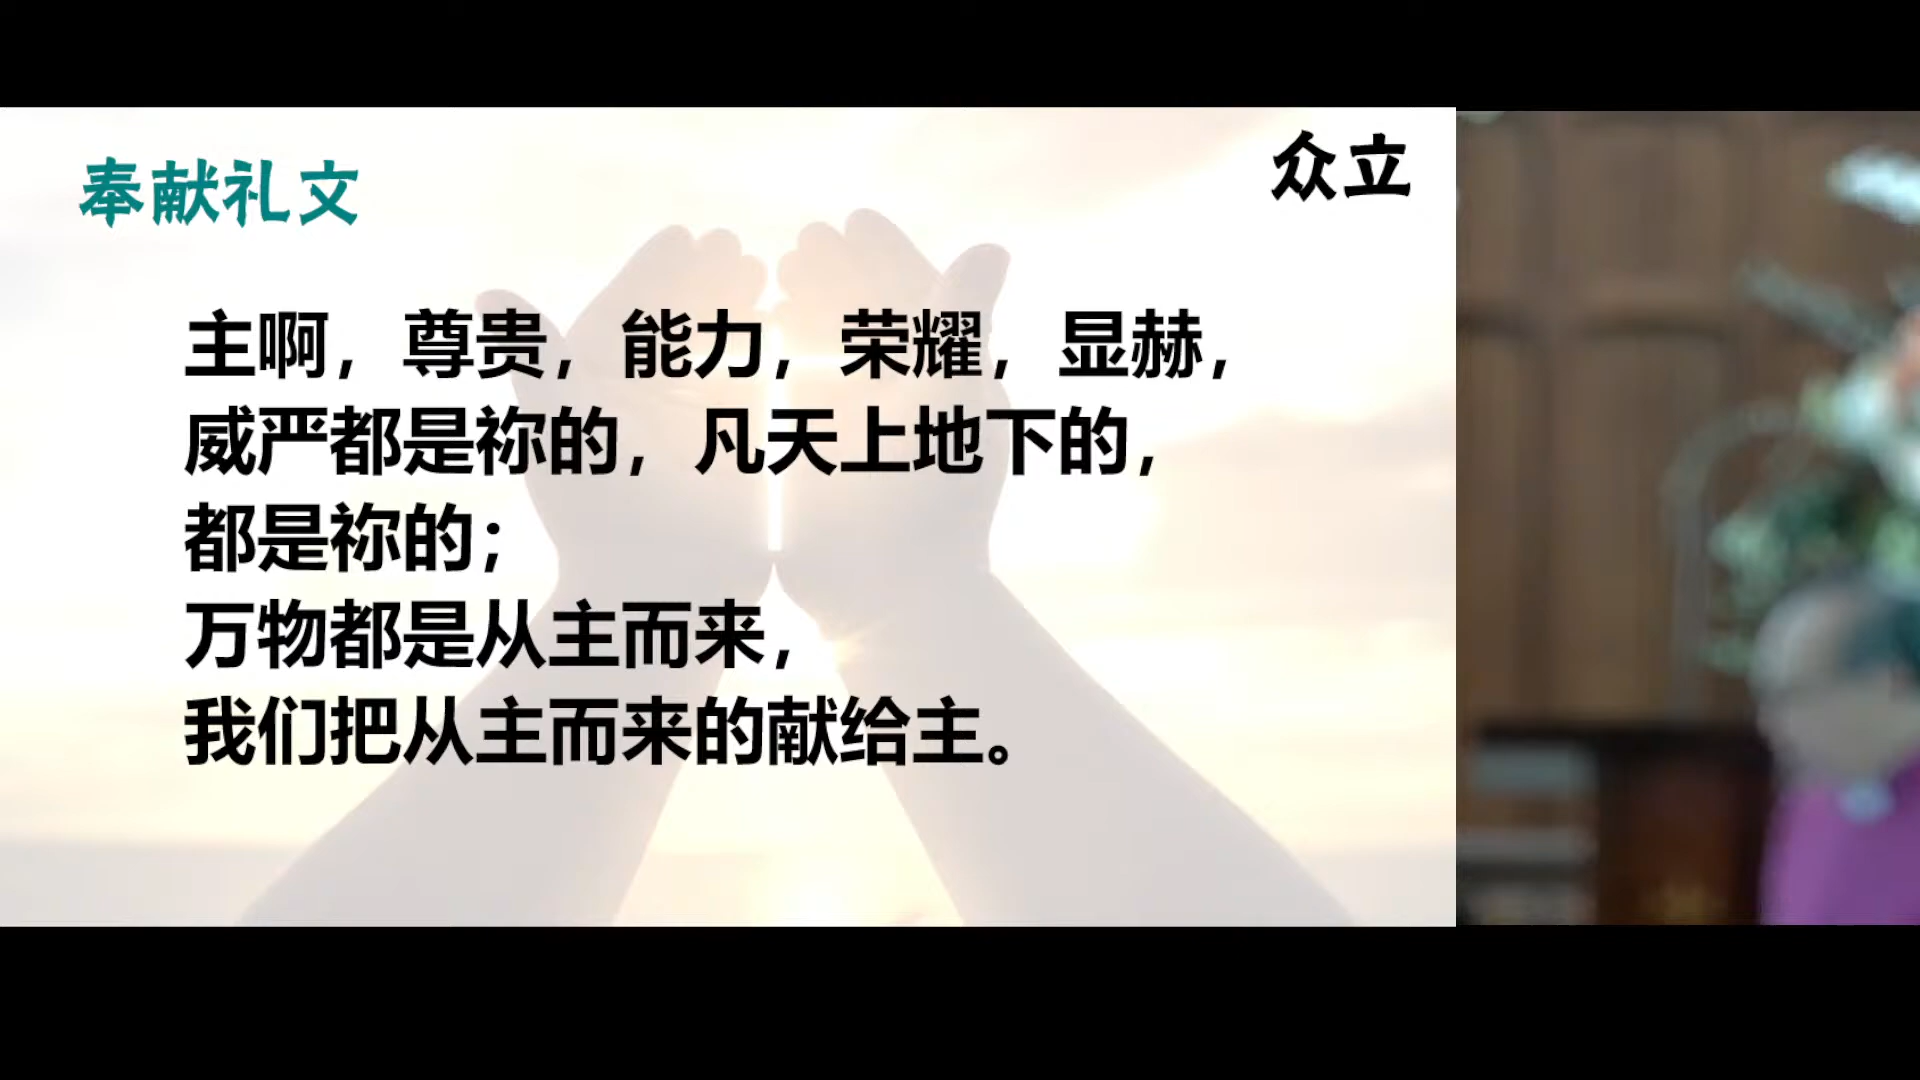 奉献礼文
众立
主啊，尊贵，能力，荣耀，显赫，
威严都是祢的，凡天上地下的，
都是祢的；
万物都是从主而来，
我们把从主而来的献给主。